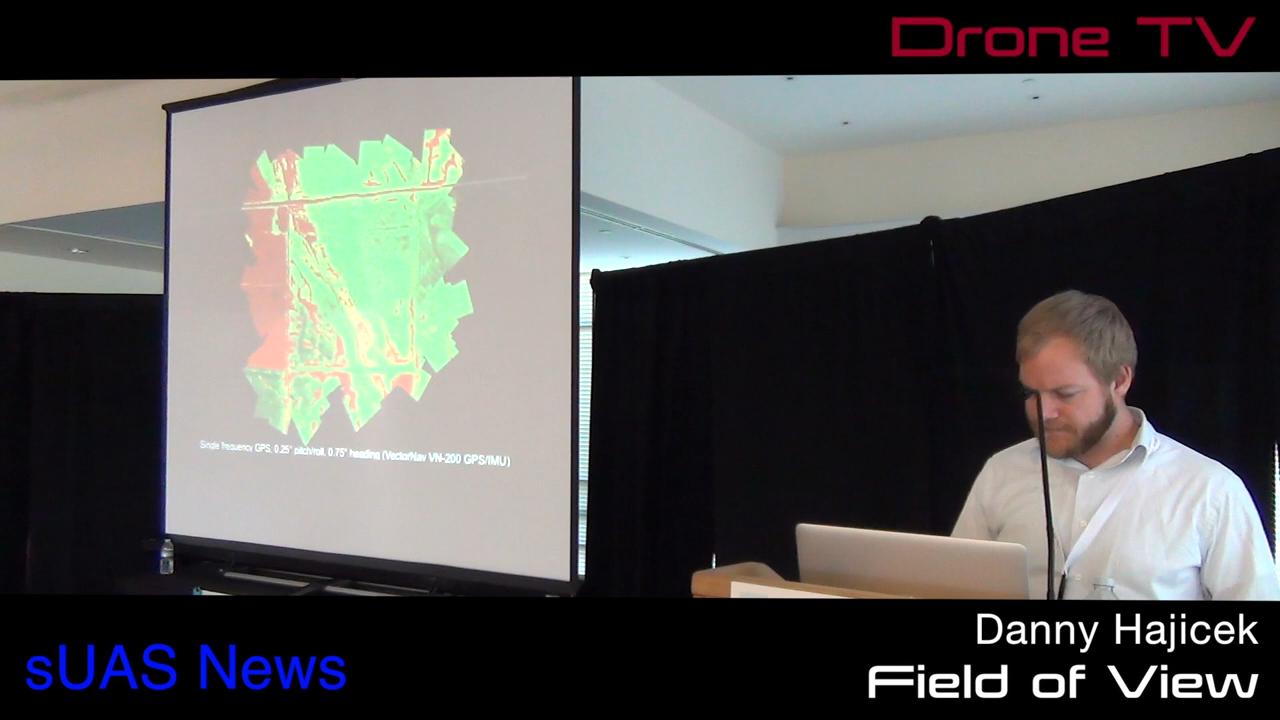 Drone TV
Single frequency GPS, 0.25° pitch/roll, 0.75° heading (VectorNav VN-200 GPS/IMU)
Danny Hajicek
sUAS News
Field of View